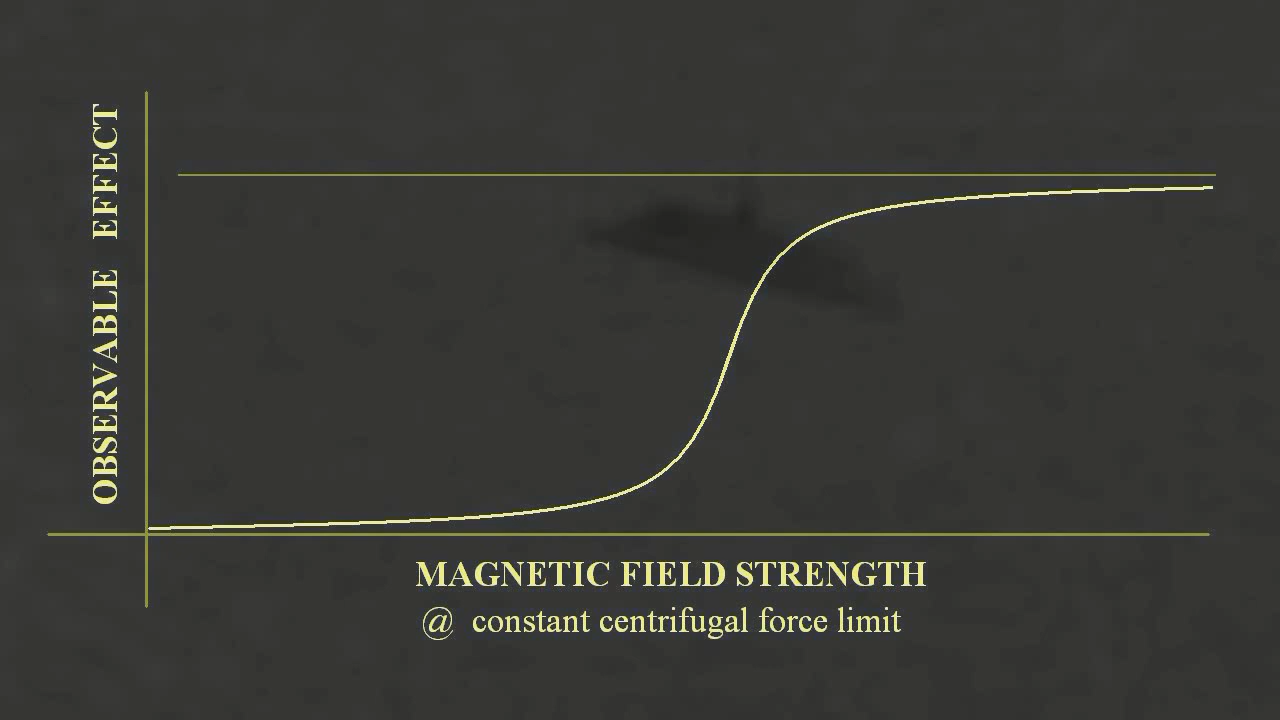 OBSERVABLE EFFECT
MAGNETIC FIELD STRENGTH
@ constant centrifugal force limit